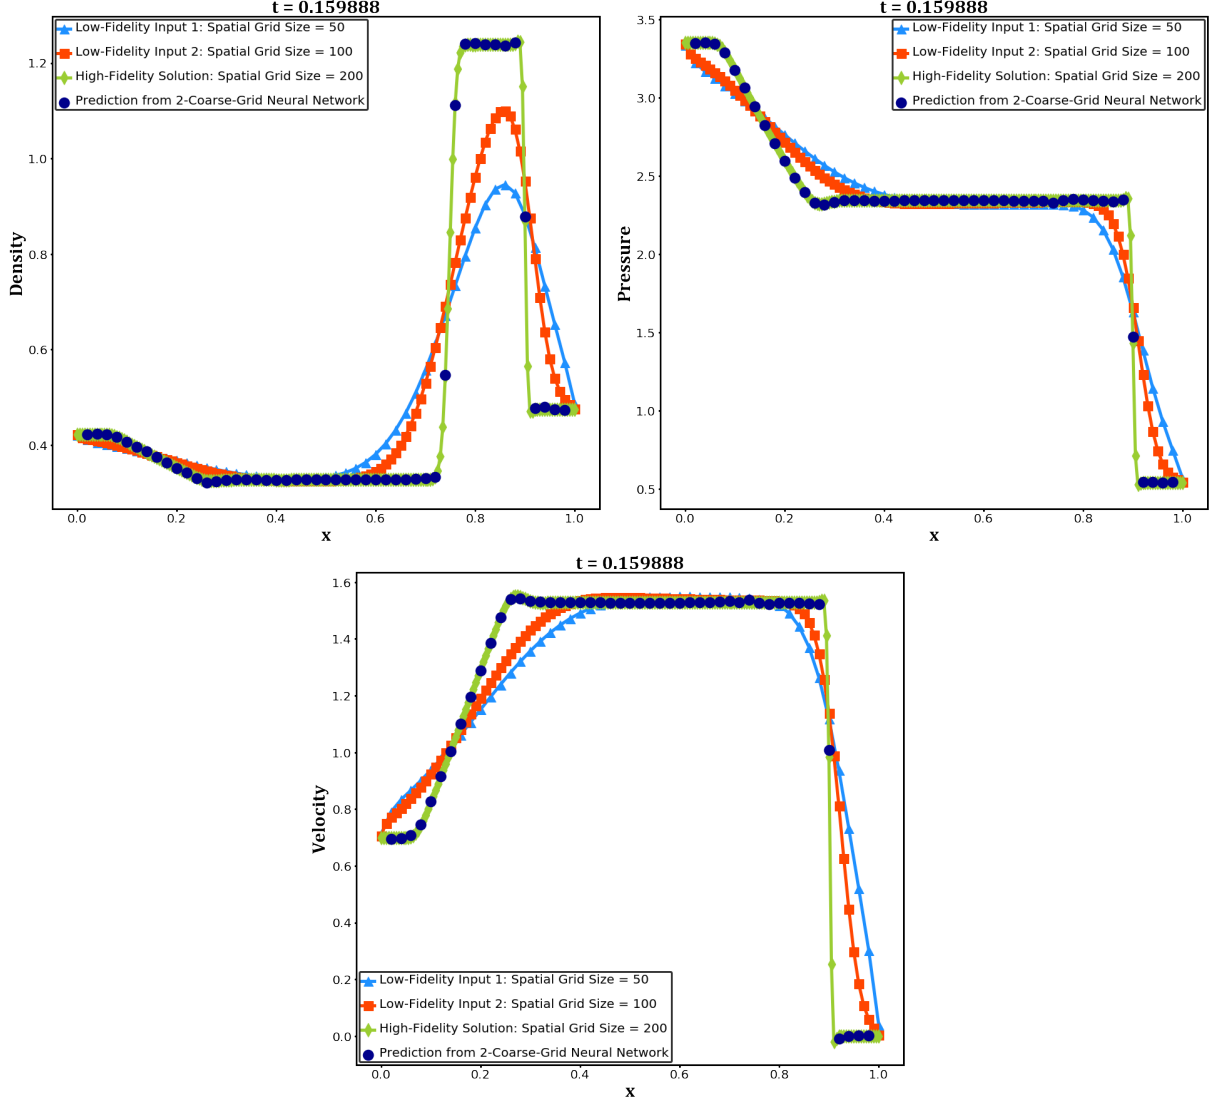 t = 0.159888
Low-Fidelity Input 1: Spatial Grid Size = 50
Low-Fidelity Input 2: Spatial Grid Size = 100
High-Fidelity Solution: Spatial Grid Size = 200
Prediction from 2-Coarse-Grid Neural Network
Density
1.2
1.0
0.8
0.6
0.4
0.0 0.2 0.4 0.6 0.8 1.0
x
t = 0.159888
Low-Fidelity Input 1: Spatial Grid Size = 50
Low-Fidelity Input 2: Spatial Grid Size = 100
High-Fidelity Solution: Spatial Grid Size = 200
Prediction from 2-Coarse-Grid Neural Network
Pressure
3.5
3.0
2.5
2.0
1.5
1.0
0.5
0.0 0.2 0.4 0.6 0.8 1.0
x
t = 0.159888
Velocity
1.6
1.4
1.2
1.0
0.8
0.6
0.4
0.2
0.0
Low-Fidelity Input 1: Spatial Grid Size = 50
Low-Fidelity Input 2: Spatial Grid Size = 100
High-Fidelity Solution: Spatial Grid Size = 200
Prediction from 2-Coarse-Grid Neural Network
0.0 0.2 0.4 0.6 0.8 1.0
x